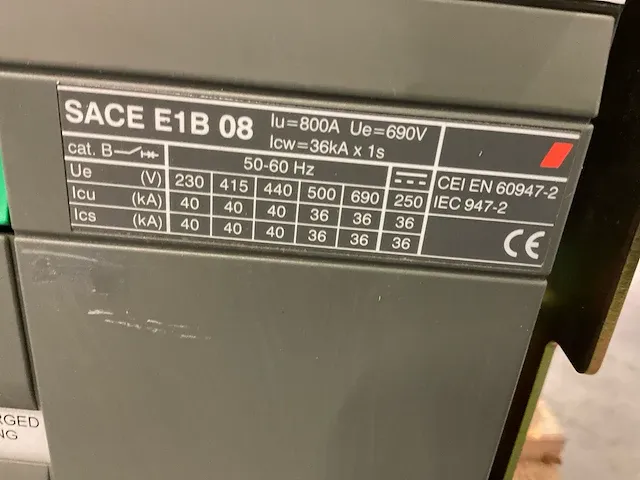 SACE E1B 08 Iu=800A Ue=690V
Icw=36kA x 1s
cat. B 50-60 Hz
Ue (V) 230 415 440 500 690 250
Icu (kA) 40 40 40 36 36 36
Ics (kA) 40 40 40 36 36 36
CEI EN 60947-2
IEC 947-2
CE
RGED
NG